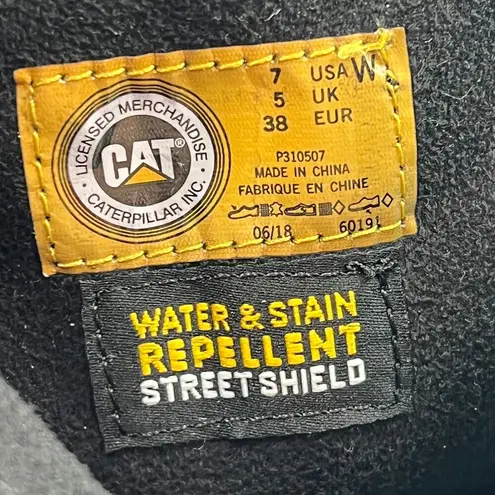 LICENSED MERCHANDISE
CAT
CATERPILLAR INC.
7 USA W
5 UK
38 EUR
P310507
MADE IN CHINA
FABRIQUE EN CHINE
06/18 60191
WATER & STAIN
REPELLENT
STREET SHIELD